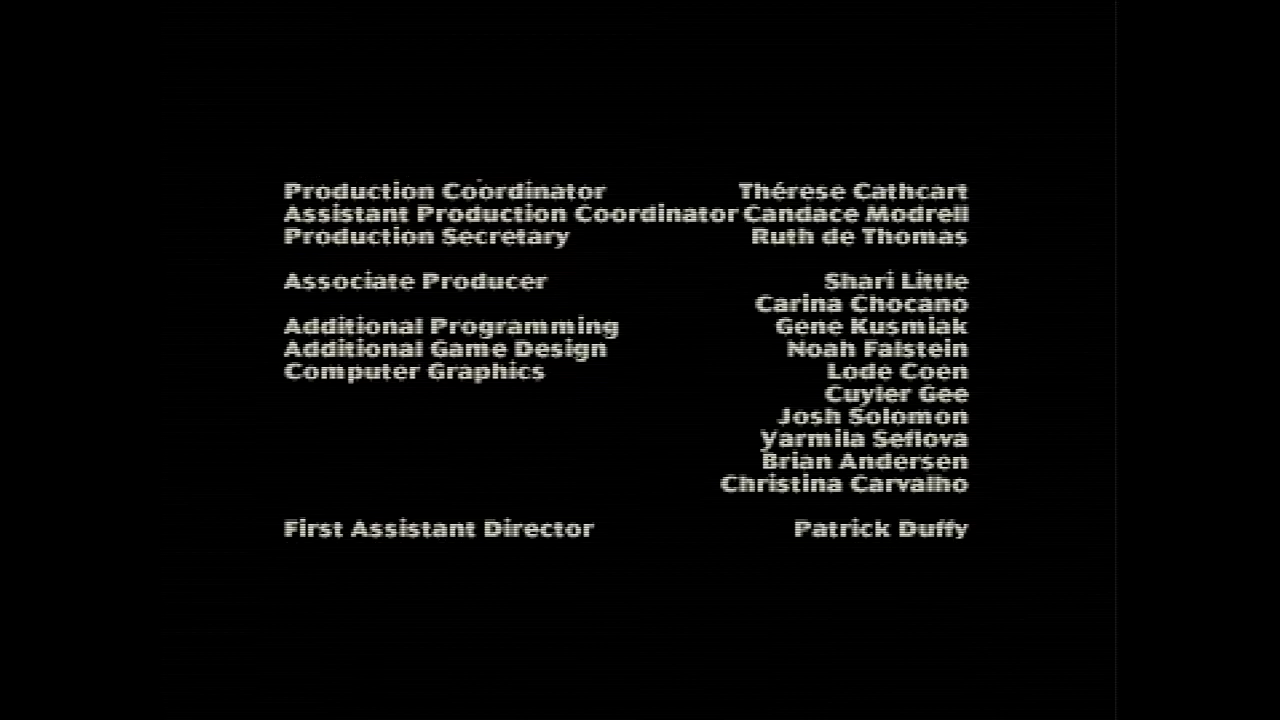 Production Coordinator Thérese Cathcart
Assistant Production Coordinator Candace Modrell
Production Secretary Ruth de Thomas
Associate Producer Shari Little
Carina Chocano
Additional Programming Gene Kusmiak
Additional Game Design Noah Falstein
Computer Graphics Lode Coen
Cuyler Gee
Josh Solomon
Yarmila Seflova
Brian Andersen
Christina Carvalho
First Assistant Director Patrick Duffy